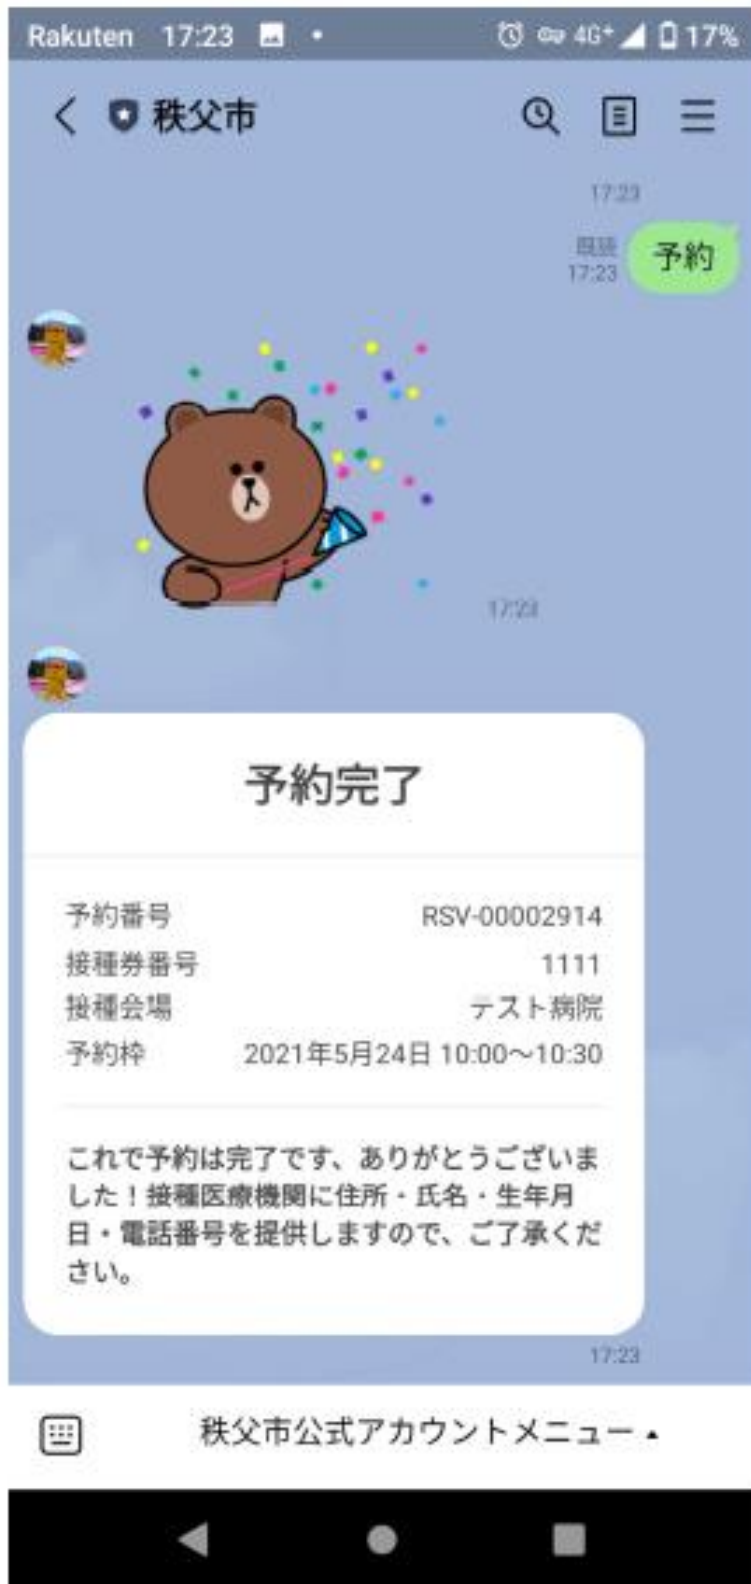 Rakuten 17:23 4G+ 17%
秩父市
17:23
予約
既読
17:23
17:23
予約完了
予約番号 RSV-00002914
接種券番号 1111
接種会場 テスト病院
予約枠 2021年5月24日 10:00～10:30
これで予約は完了です、ありがとうございま
した！接種医療機関に住所・氏名・生年月
日・電話番号を提供しますので、ご了承くだ
さい。
17:23
秩父市公式アカウントメニュー